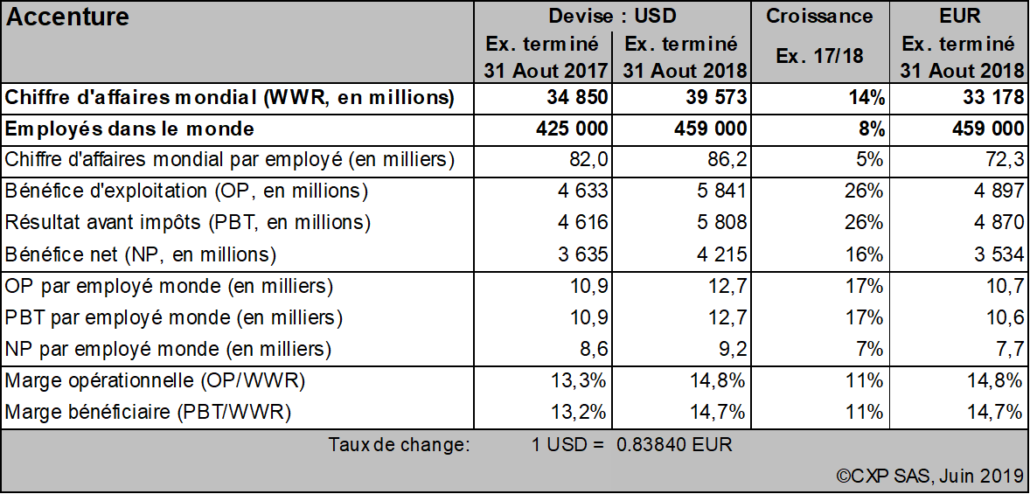 Accenture Devise : USD Croissance EUR
Ex. terminé Ex. terminé Ex. 17/18 Ex. terminé
31 Aout 2017 31 Aout 2018 31 Aout 2018
Chiffre d'affaires mondial (WWR, en millions) 34 850 39 573 14% 33 178
Employés dans le monde 425 000 459 000 8% 459 000
Chiffre d'affaires mondial par employé (en milliers) 82,0 86,2 5% 72,3
Bénéfice d'exploitation (OP, en millions) 4 633 5 841 26% 4 897
Résultat avant impôts (PBT, en millions) 4 616 5 808 26% 4 870
Bénéfice net (NP, en millions) 3 635 4 215 16% 3 534
OP par employé monde (en milliers) 10,9 12,7 17% 10,7
PBT par employé monde (en milliers) 10,9 12,7 17% 10,6
NP par employé monde (en milliers) 8,6 9,2 7% 7,7
Marge opérationnelle (OP/WWR) 13,3% 14,8% 11% 14,8%
Marge bénéficiaire (PBT/WWR) 13,2% 14,7% 11% 14,7%
Taux de change: 1 USD = 0.83840 EUR
©CXP SAS, Juin 2019